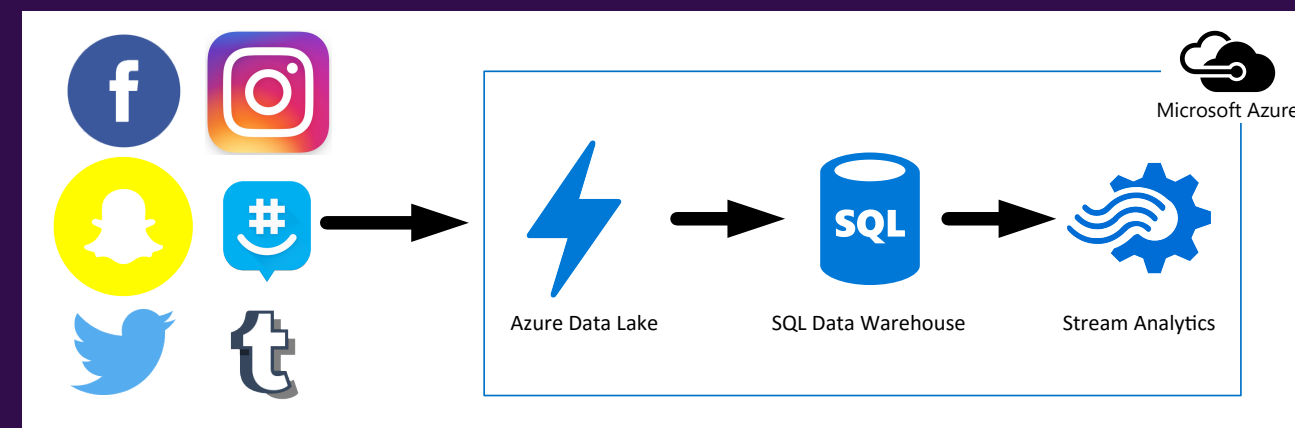 f
#
t
SQL
Microsoft Azure
Azure Data Lake
SQL Data Warehouse
Stream Analytics